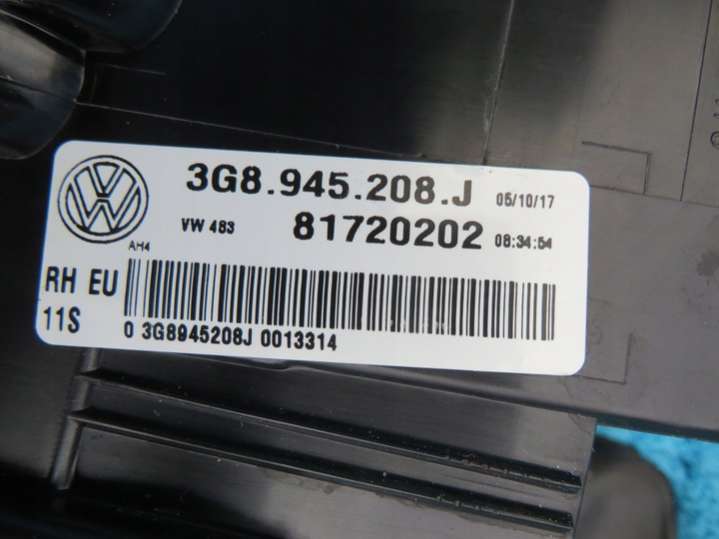 3G8.945.208.J 05/10/17
VW 483 81720202 08:34:54
AH4
RH EU
11S
0 3G8945208J 0013314